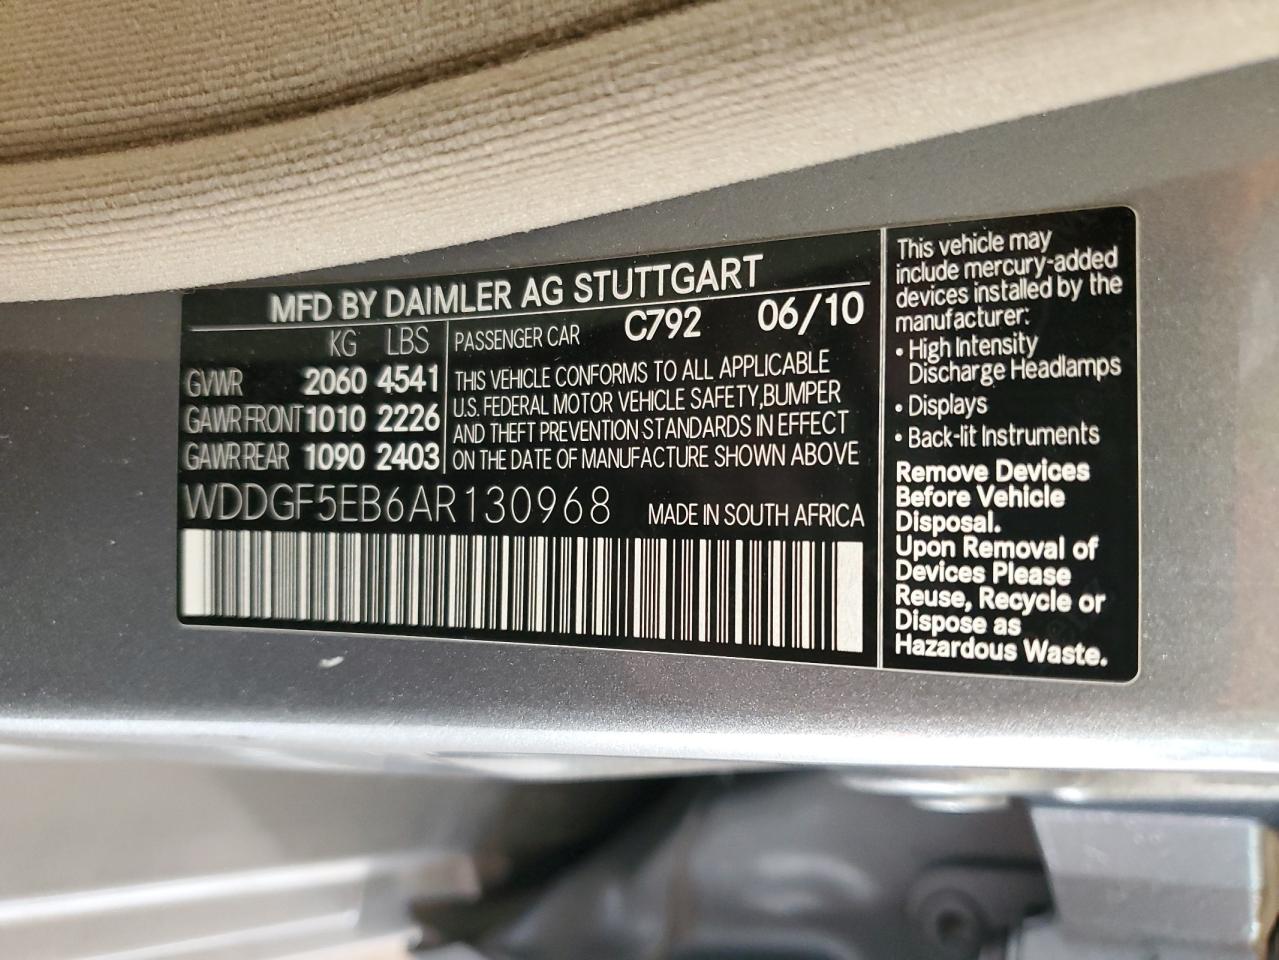 MFD BY DAIMLER AG STUTTGART
KG LBS
GVWR 2060 4541
GAWR FRONT 1010 2226
GAWR REAR 1090 2403
PASSENGER CAR C792 06/10
THIS VEHICLE CONFORMS TO ALL APPLICABLE
U.S. FEDERAL MOTOR VEHICLE SAFETY,BUMPER
AND THEFT PREVENTION STANDARDS IN EFFECT
ON THE DATE OF MANUFACTURE SHOWN ABOVE
WDDGF5EB6AR130968 MADE IN SOUTH AFRICA
This vehicle may
include mercury-added
devices installed by the
manufacturer:
• High Intensity
Discharge Headlamps
• Displays
• Back-lit Instruments
Remove Devices
Before Vehicle
Disposal.
Upon Removal of
Devices Please
Reuse, Recycle or
Dispose as
Hazardous Waste.